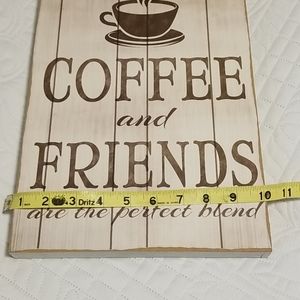 COFFEE
and
FRIENDS
1 2 3 Dritz 4 5 6 7 8 9 10 11
are the perfect blend